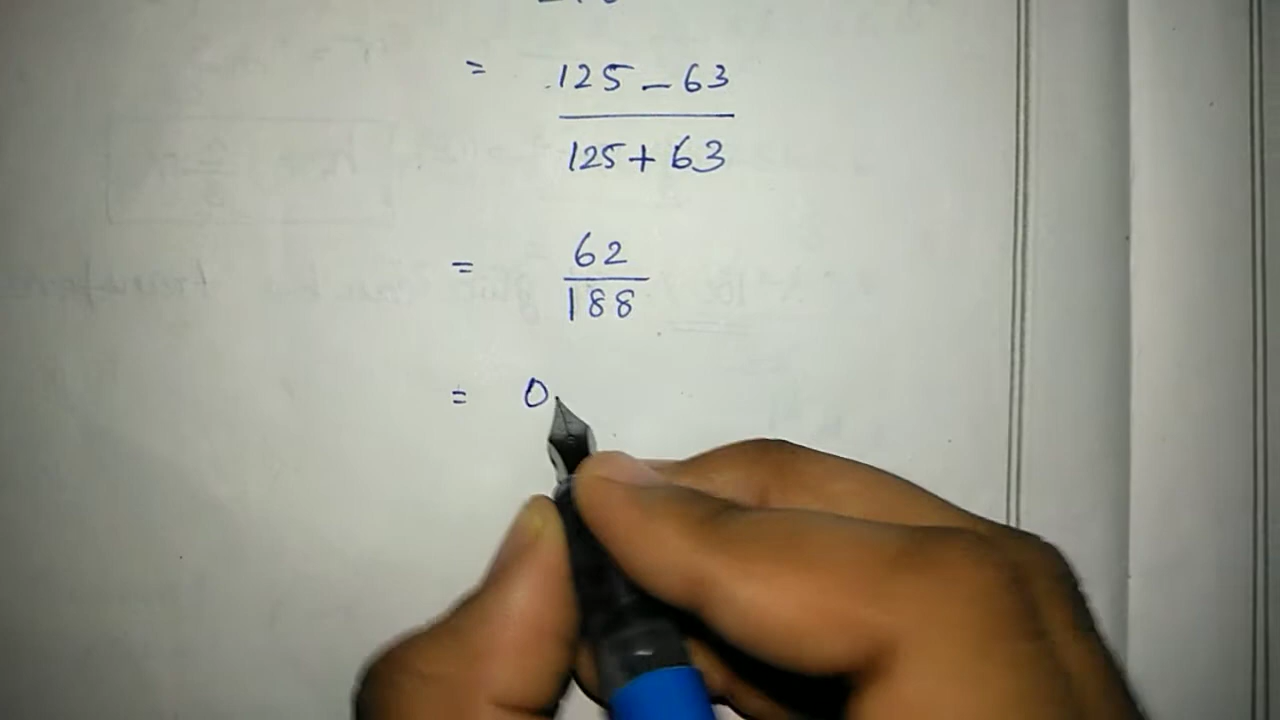 = 125 - 63
125 + 63
= 62
188
= 0.